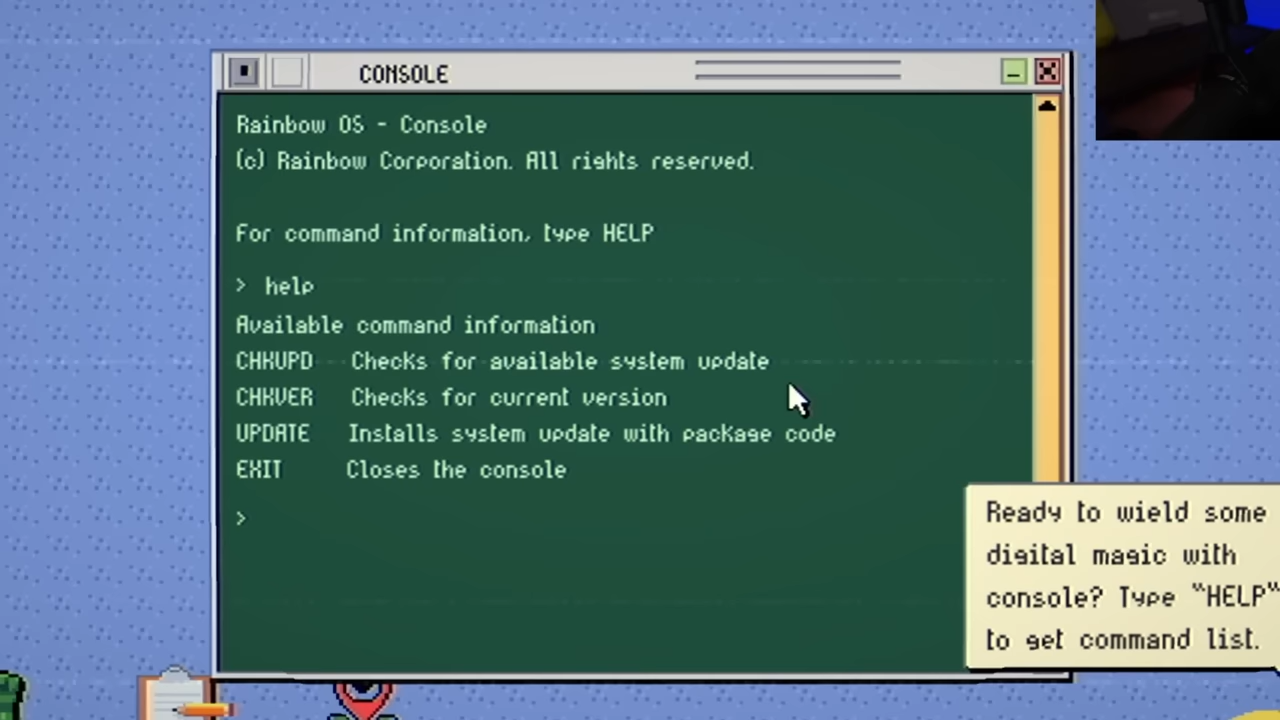 CONSOLE
Rainbow OS - Console
(c) Rainbow Corporation. All rights reserved.
For command information, type HELP
> help
Available command information
CHKUPD Checks for available system update
CHKVER Checks for current version
UPDATE Installs system update with package code
EXIT Closes the console
>
Ready to wield some
digital magic with
console? Type "HELP"
to get command list.